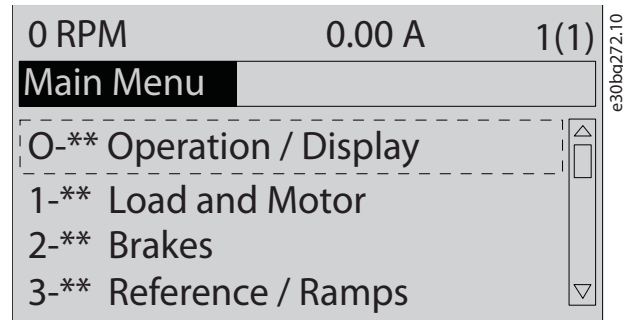 0 RPM 0.00 A 1(1)
Main Menu
O-** Operation / Display
1-** Load and Motor
2-** Brakes
3-** Reference / Ramps
e30bq272.10